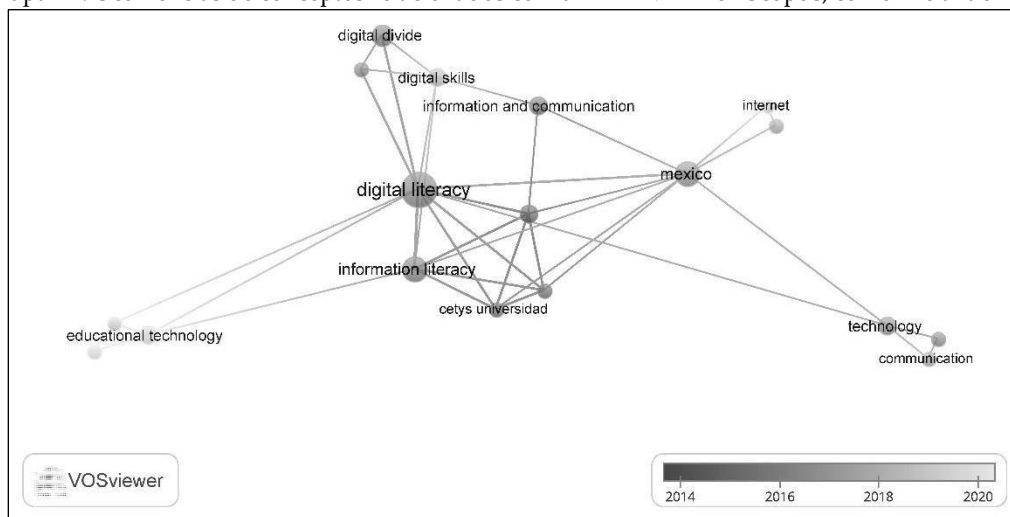 digital divide
digital skills
information and communication
internet
mexico
digital literacy
information literacy
cetys universidad
educational technology
technology
communication
VOSviewer
2014 2016 2018 2020